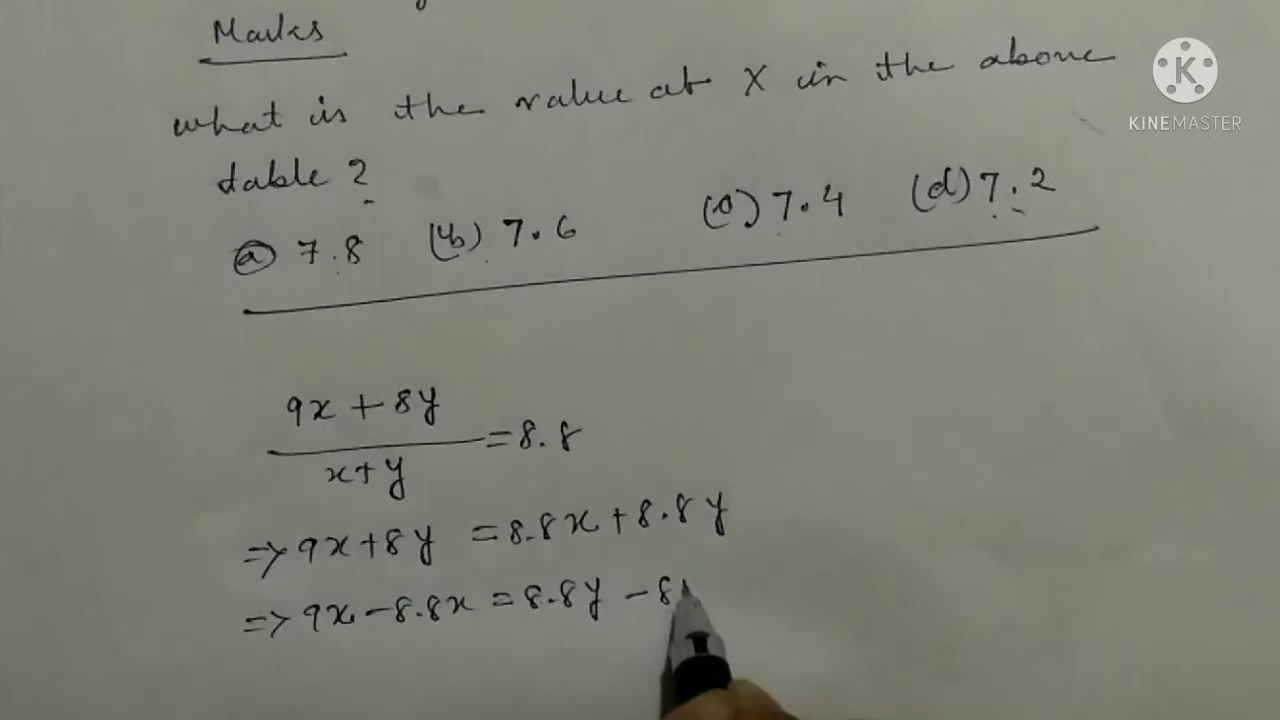 Marks
what is the value at X in the above
table ?
(a) 7.8 (b) 7.6 (c) 7.4 (d) 7.2
9x + 8y
x+y
= 8.8
=> 9x+8y = 8.8x + 8.8y
=> 9x - 8.8x = 8.8y - 8
K
KINEMASTER